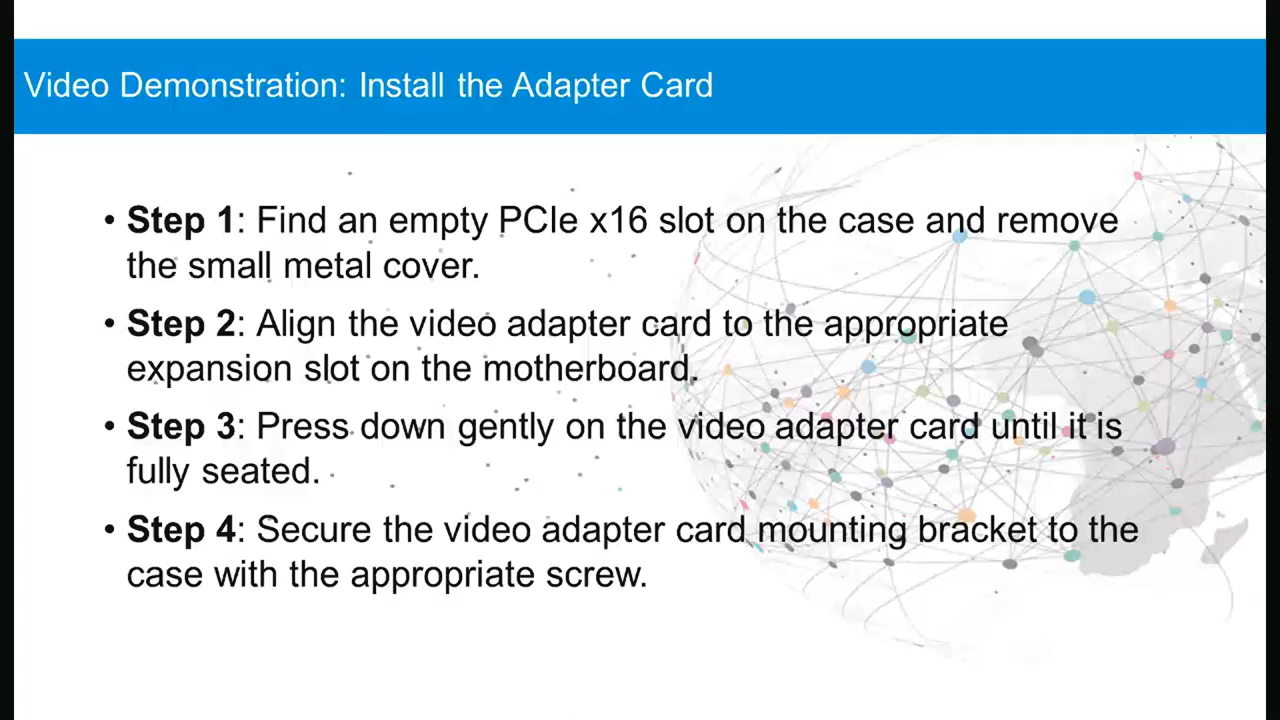 Video Demonstration: Install the Adapter Card
• Step 1: Find an empty PCIe x16 slot on the case and remove
the small metal cover.
• Step 2: Align the video adapter card to the appropriate
expansion slot on the motherboard.
• Step 3: Press down gently on the video adapter card until it is
fully seated.
• Step 4: Secure the video adapter card mounting bracket to the
case with the appropriate screw.